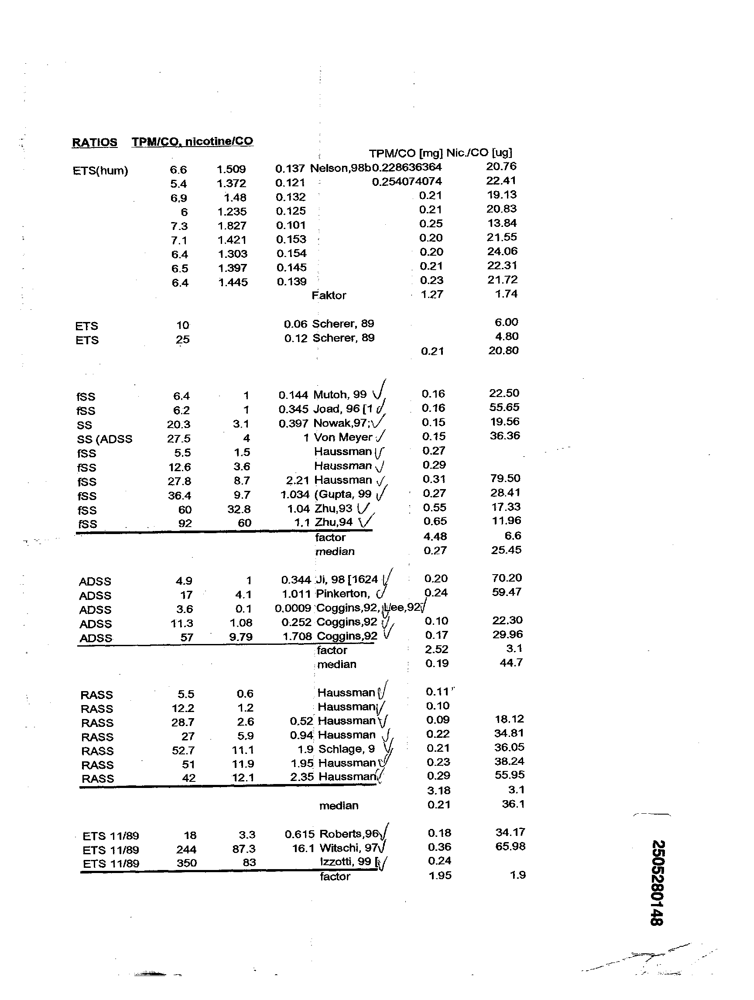 RATIOS TPM/CO, nicotine/CO
TPM/CO [mg] Nic./CO [ug]
ETS(hum) 6.6 1.509 0.137 Nelson,98b0.228636364 20.76
5.4 1.372 0.121 0.254074074 22.41
6.9 1.48 0.132 0.21 19.13
6 1.235 0.125 0.21 20.83
7.3 1.827 0.101 0.25 13.84
7.1 1.421 0.153 0.20 21.55
6.4 1.303 0.154 0.20 24.06
6.5 1.397 0.145 0.21 22.31
6.4 1.445 0.139 0.23 21.72
Faktor 1.27 1.74
ETS 10 0.06 Scherer, 89 6.00
ETS 25 0.12 Scherer, 89 4.80
0.21 20.80
fSS 6.4 1 0.144 Mutoh, 99 √ 0.16 22.50
fSS 6.2 1 0.345 Joad, 96 [1 √ 0.16 55.65
SS 20.3 3.1 0.397 Nowak,97; √ 0.15 19.56
SS (ADSS 27.5 4 1 Von Meyer √ 0.15 36.36
fSS 5.5 1.5 Haussman √ 0.27
fSS 12.6 3.6 Haussman √ 0.29
fSS 27.8 8.7 2.21 Haussman √ 0.31 79.50
fSS 36.4 9.7 1.034 (Gupta, 99 √ 0.27 28.41
fSS 60 32.8 1.04 Zhu,93 √ 0.55 17.33
fSS 92 60 1.1 Zhu,94 √ 0.65 11.96
factor 4.48 6.6
median 0.27 25.45
ADSS 4.9 1 0.344 Ji, 98 [1624 √ 0.20 70.20
ADSS 17 4.1 1.011 Pinkerton, √ 0.24 59.47
ADSS 3.6 0.1 0.0009 Coggins,92, Lee,92 √
ADSS 11.3 1.08 0.252 Coggins,92 √ 0.10 22.30
ADSS 57 9.79 1.708 Coggins,92 √ 0.17 29.96
factor 2.52 3.1
median 0.19 44.7
RASS 5.5 0.6 Haussman √ 0.11
RASS 12.2 1.2 Haussman √ 0.10
RASS 28.7 2.6 0.52 Haussman √ 0.09 18.12
RASS 27 5.9 0.94 Haussman √ 0.22 34.81
RASS 52.7 11.1 1.9 Schlage, 9 √ 0.21 36.05
RASS 51 11.9 1.95 Haussman √ 0.23 38.24
RASS 42 12.1 2.35 Haussman √ 0.29 55.95
3.18 3.1
median 0.21 36.1
ETS 11/89 18 3.3 0.615 Roberts,96 √ 0.18 34.17
ETS 11/89 244 87.3 16.1 Witschi, 97 √ 0.36 65.98
ETS 11/89 350 83 Izzotti, 99 [ √ 0.24
factor 1.95 1.9
2505280148